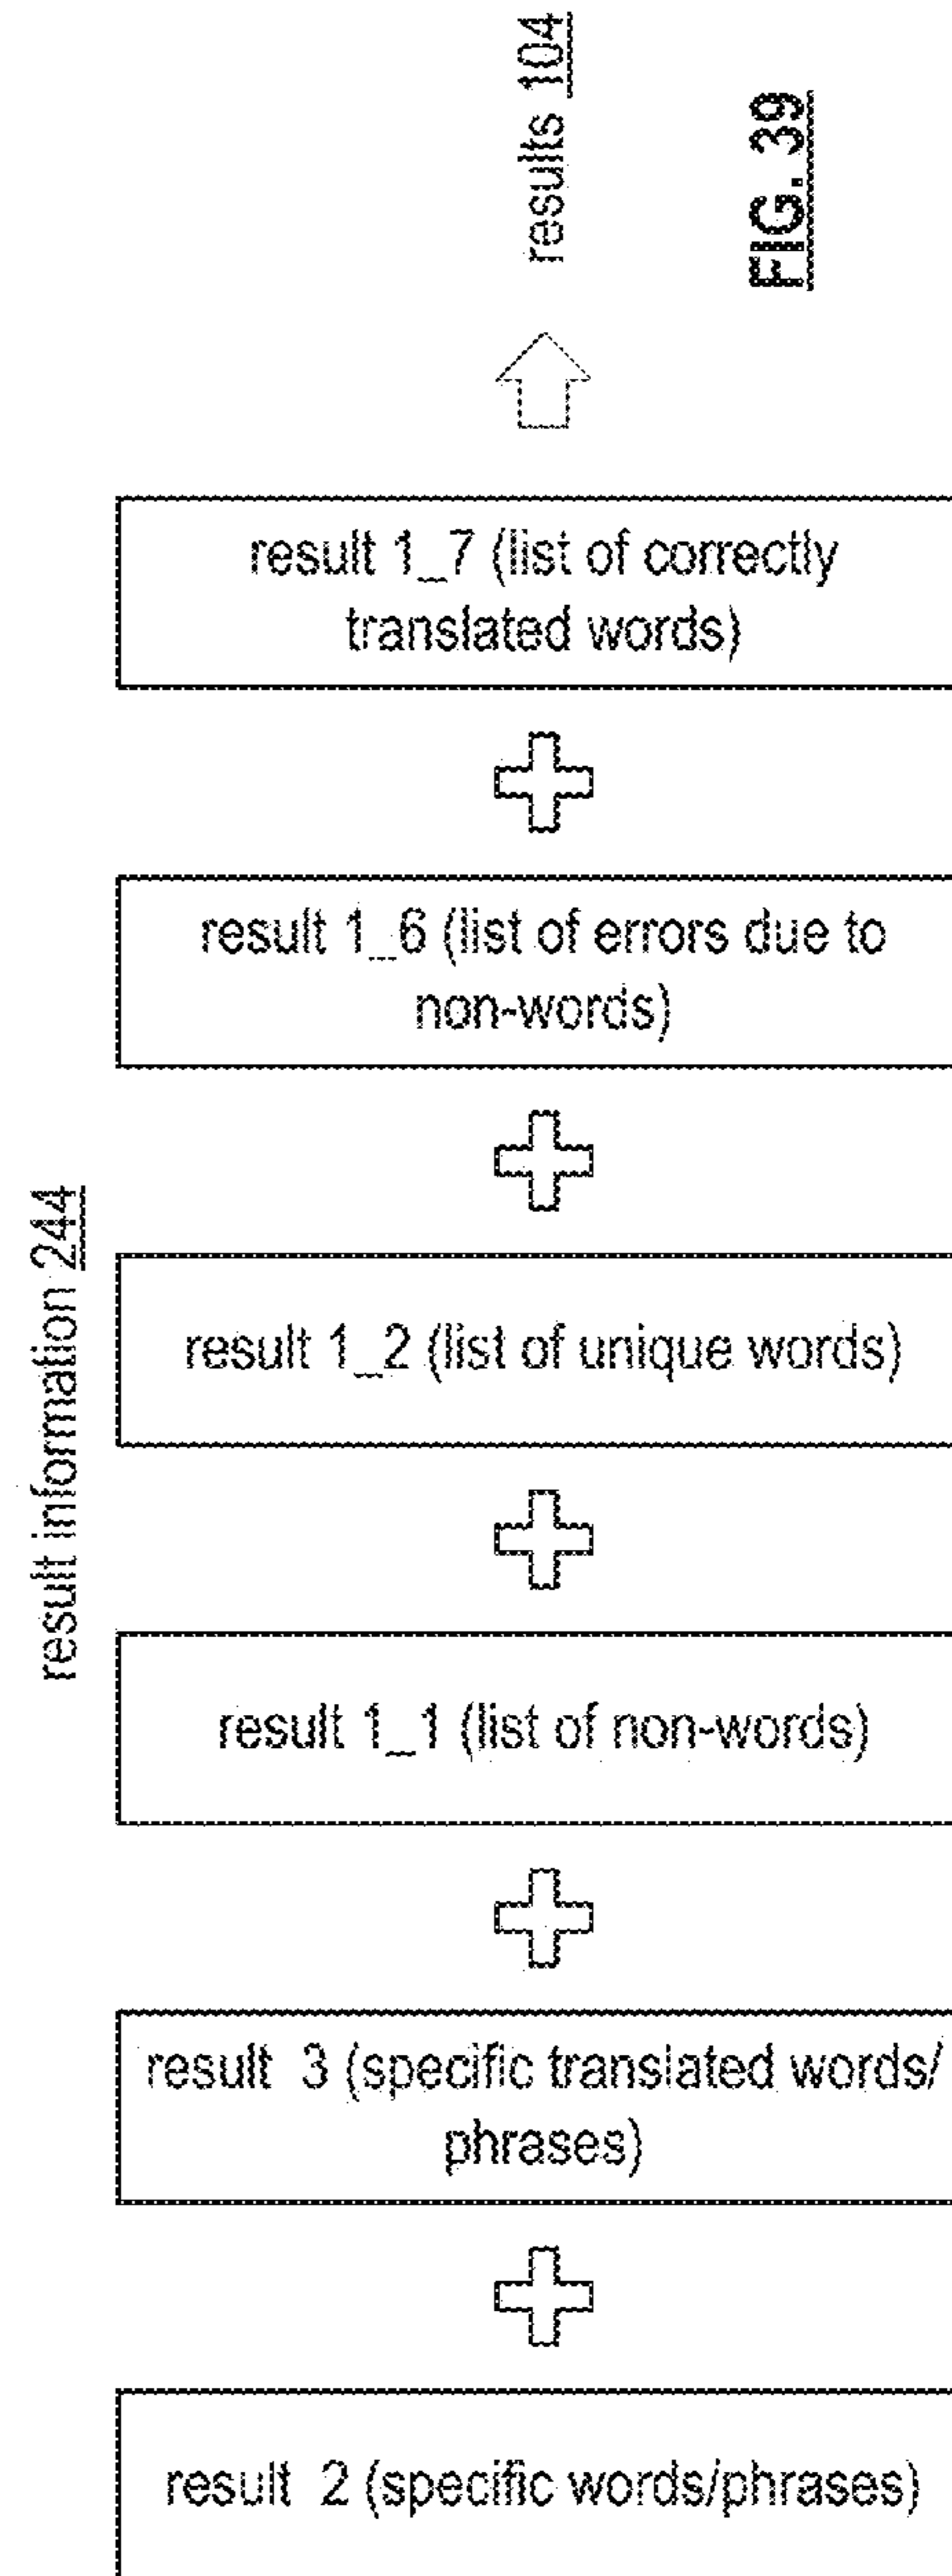 results 104
FIG. 39
result 1_7 (list of correctly
translated words)
result 1_6 (list of errors due to
non-words)
result information 244
result 1_2 (list of unique words)
result 1_1 (list of non-words)
result 3 (specific translated words/
phrases)
result 2 (specific words/phrases)